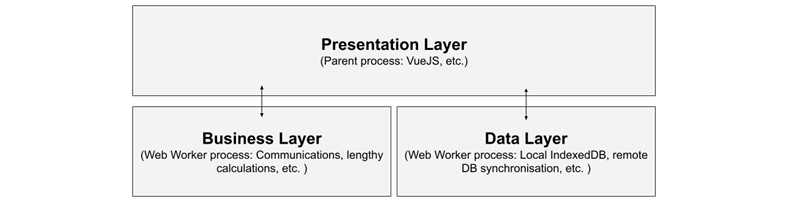 Presentation Layer
(Parent process: VueJS, etc.)
Business Layer
(Web Worker process: Communications, lengthy
calculations, etc. )
Data Layer
(Web Worker process: Local IndexedDB, remote
DB synchronisation, etc. )